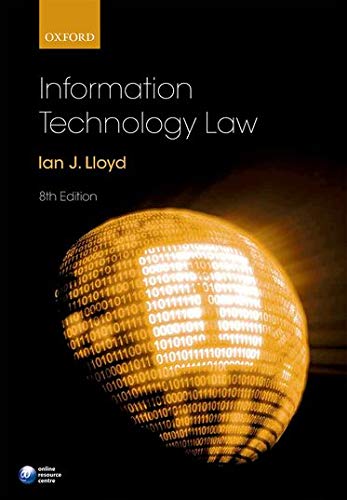 OXFORD
Information
Technology Law
Ian J. Lloyd
8th Edition
online
resource
centre